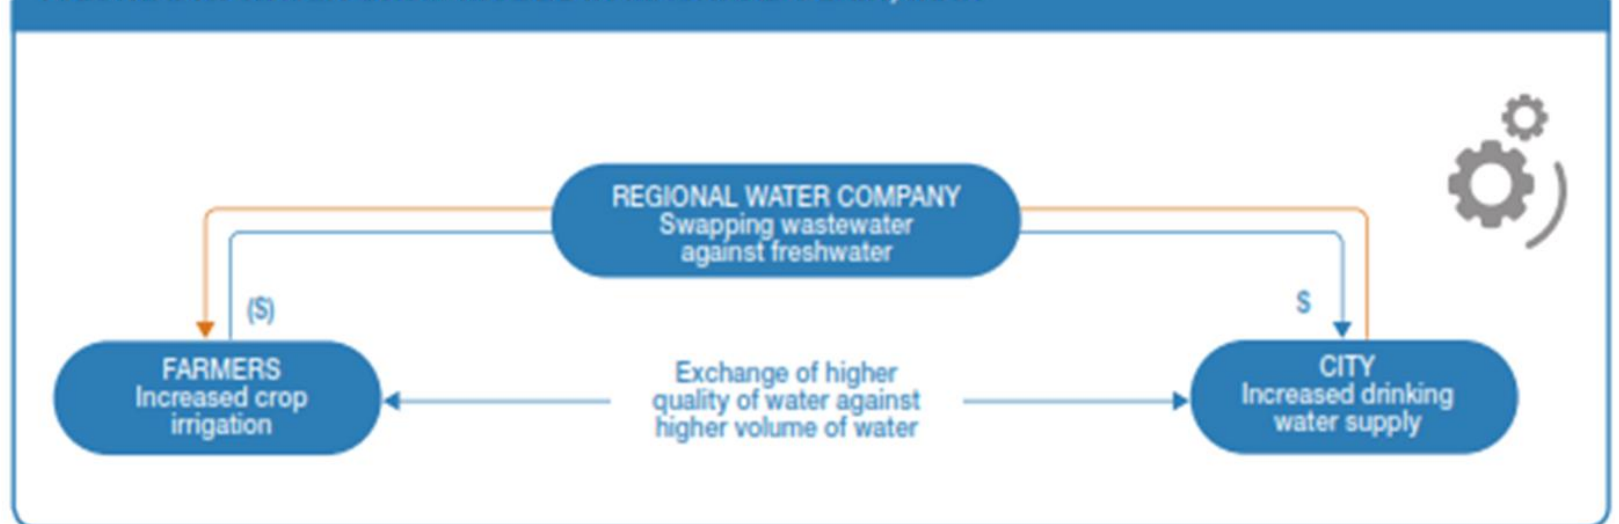 REGIONAL WATER COMPANY
Swapping wastewater
against freshwater
($)
$
FARMERS
Increased crop
irrigation
Exchange of higher
quality of water against
higher volume of water
CITY
Increased drinking
water supply